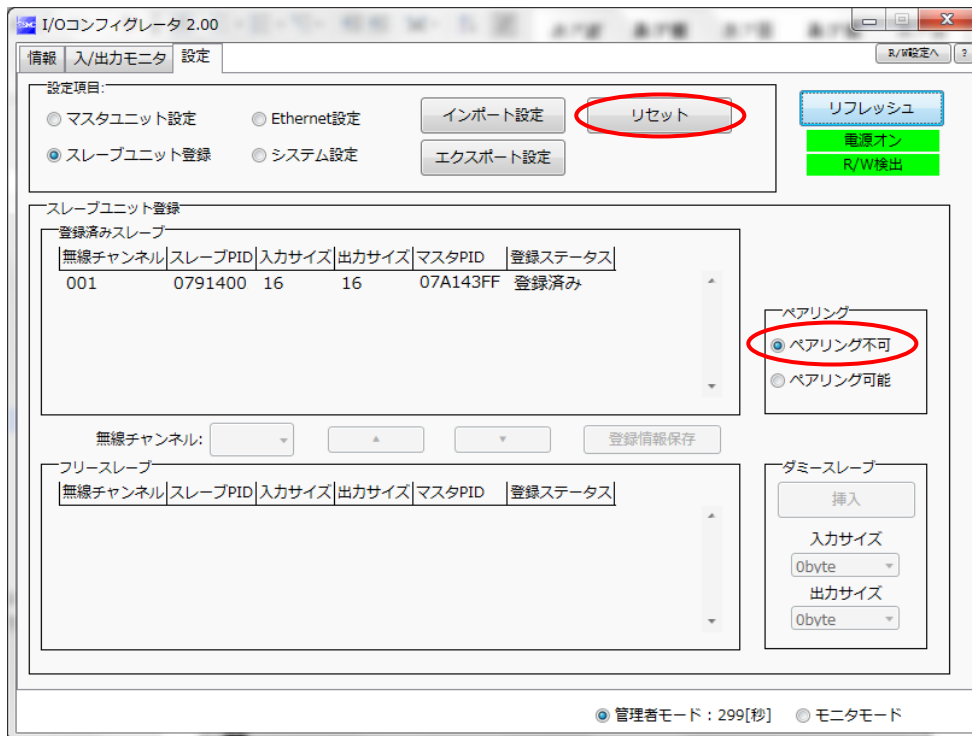 I/Oコンフィグレータ 2.00
情報 入/出力モニタ 設定 R/W設定へ ?
設定項目:
マスタユニット設定 Ethernet設定 インポート設定 リセット リフレッシュ
電源オン
スレーブユニット登録 システム設定 エクスポート設定 R/W検出
スレーブユニット登録
登録済みスレーブ
無線チャンネル スレーブPID 入力サイズ 出力サイズ マスタPID 登録ステータス
001 0791400 16 16 07A143FF 登録済み
ペアリング
ペアリング不可
ペアリング可能
無線チャンネル: 登録情報保存
フリースレーブ
無線チャンネル スレーブPID 入力サイズ 出力サイズ マスタPID 登録ステータス
ダミースレーブ
挿入
入力サイズ
0byte
出力サイズ
0byte
管理者モード:299[秒] モニタモード